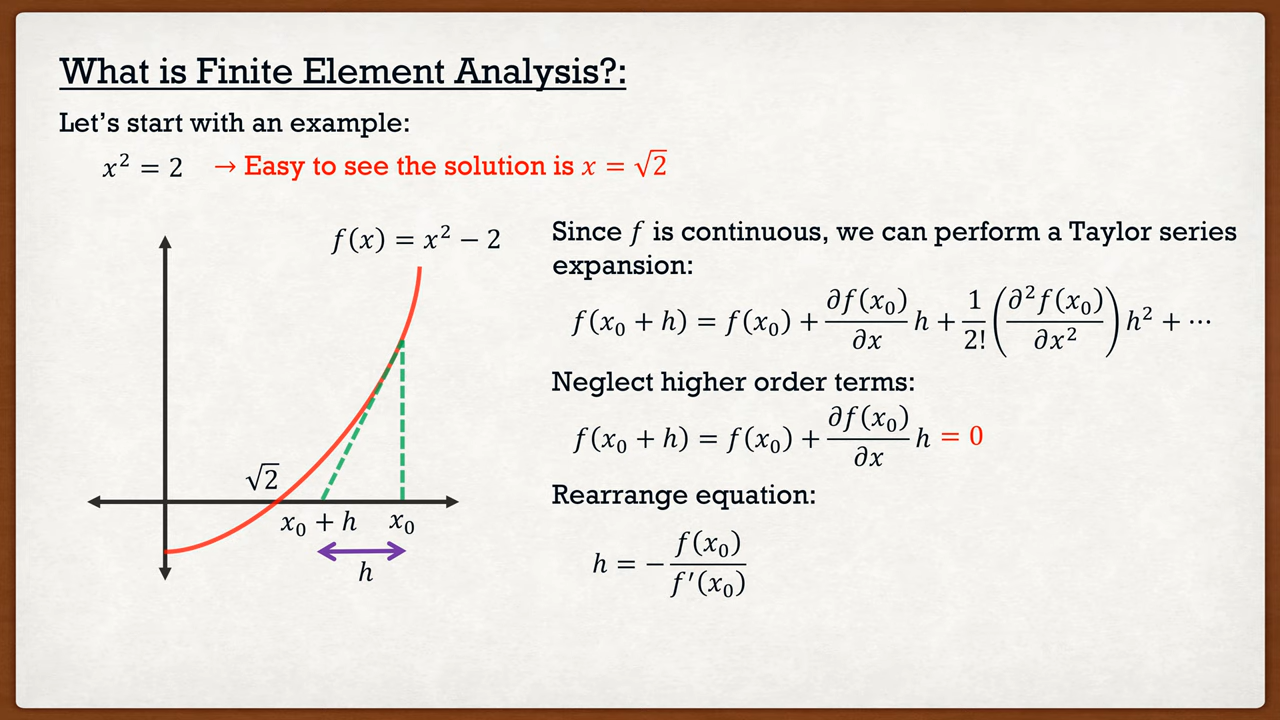 What is Finite Element Analysis?:
Let's start with an example:
x² = 2 → Easy to see the solution is x = √2
f(x) = x² − 2
√2
x₀ + h x₀
h
Since f is continuous, we can perform a Taylor series
expansion:
f(x₀ + h) = f(x₀) + ∂f(x₀)/∂x h + 1/2! (∂²f(x₀)/∂x²) h² + ⋯
Neglect higher order terms:
f(x₀ + h) = f(x₀) + ∂f(x₀)/∂x h = 0
Rearrange equation:
h = − f(x₀)/f′(x₀)